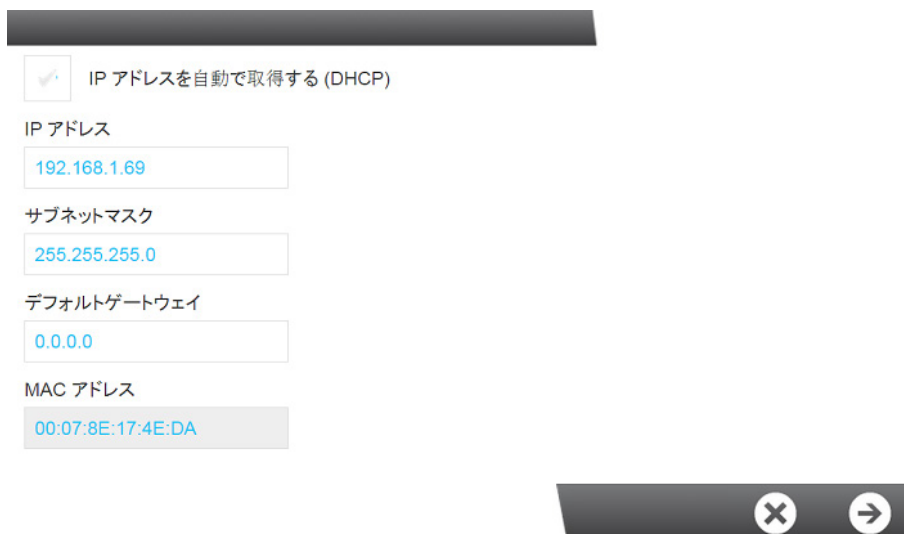 IP アドレスを自動で取得する (DHCP)
IP アドレス
192.168.1.69
サブネットマスク
255.255.255.0
デフォルトゲートウェイ
0.0.0.0
MAC アドレス
00:07:8E:17:4E:DA